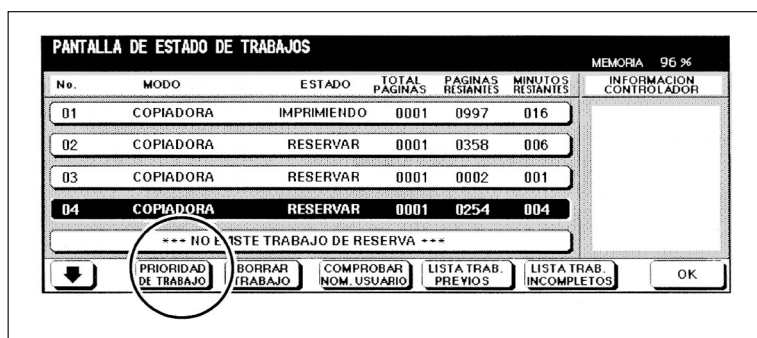 PANTALLA DE ESTADO DE TRABAJOS
MEMORIA 96 %
No. MODO ESTADO TOTAL PAGINAS PAGINAS RESTANTES MINUTOS RESTANTES INFORMACION CONTROLADOR
01 COPIADORA IMPRIMIENDO 0001 0997 016
02 COPIADORA RESERVAR 0001 0358 006
03 COPIADORA RESERVAR 0001 0002 001
04 COPIADORA RESERVAR 0001 0254 004
*** NO EXISTE TRABAJO DE RESERVA ***
PRIORIDAD DE TRABAJO BORRAR TRABAJO COMPROBAR NOM. USUARIO LISTA TRAB. PREVIOS LISTA TRAB. INCOMPLETOS OK